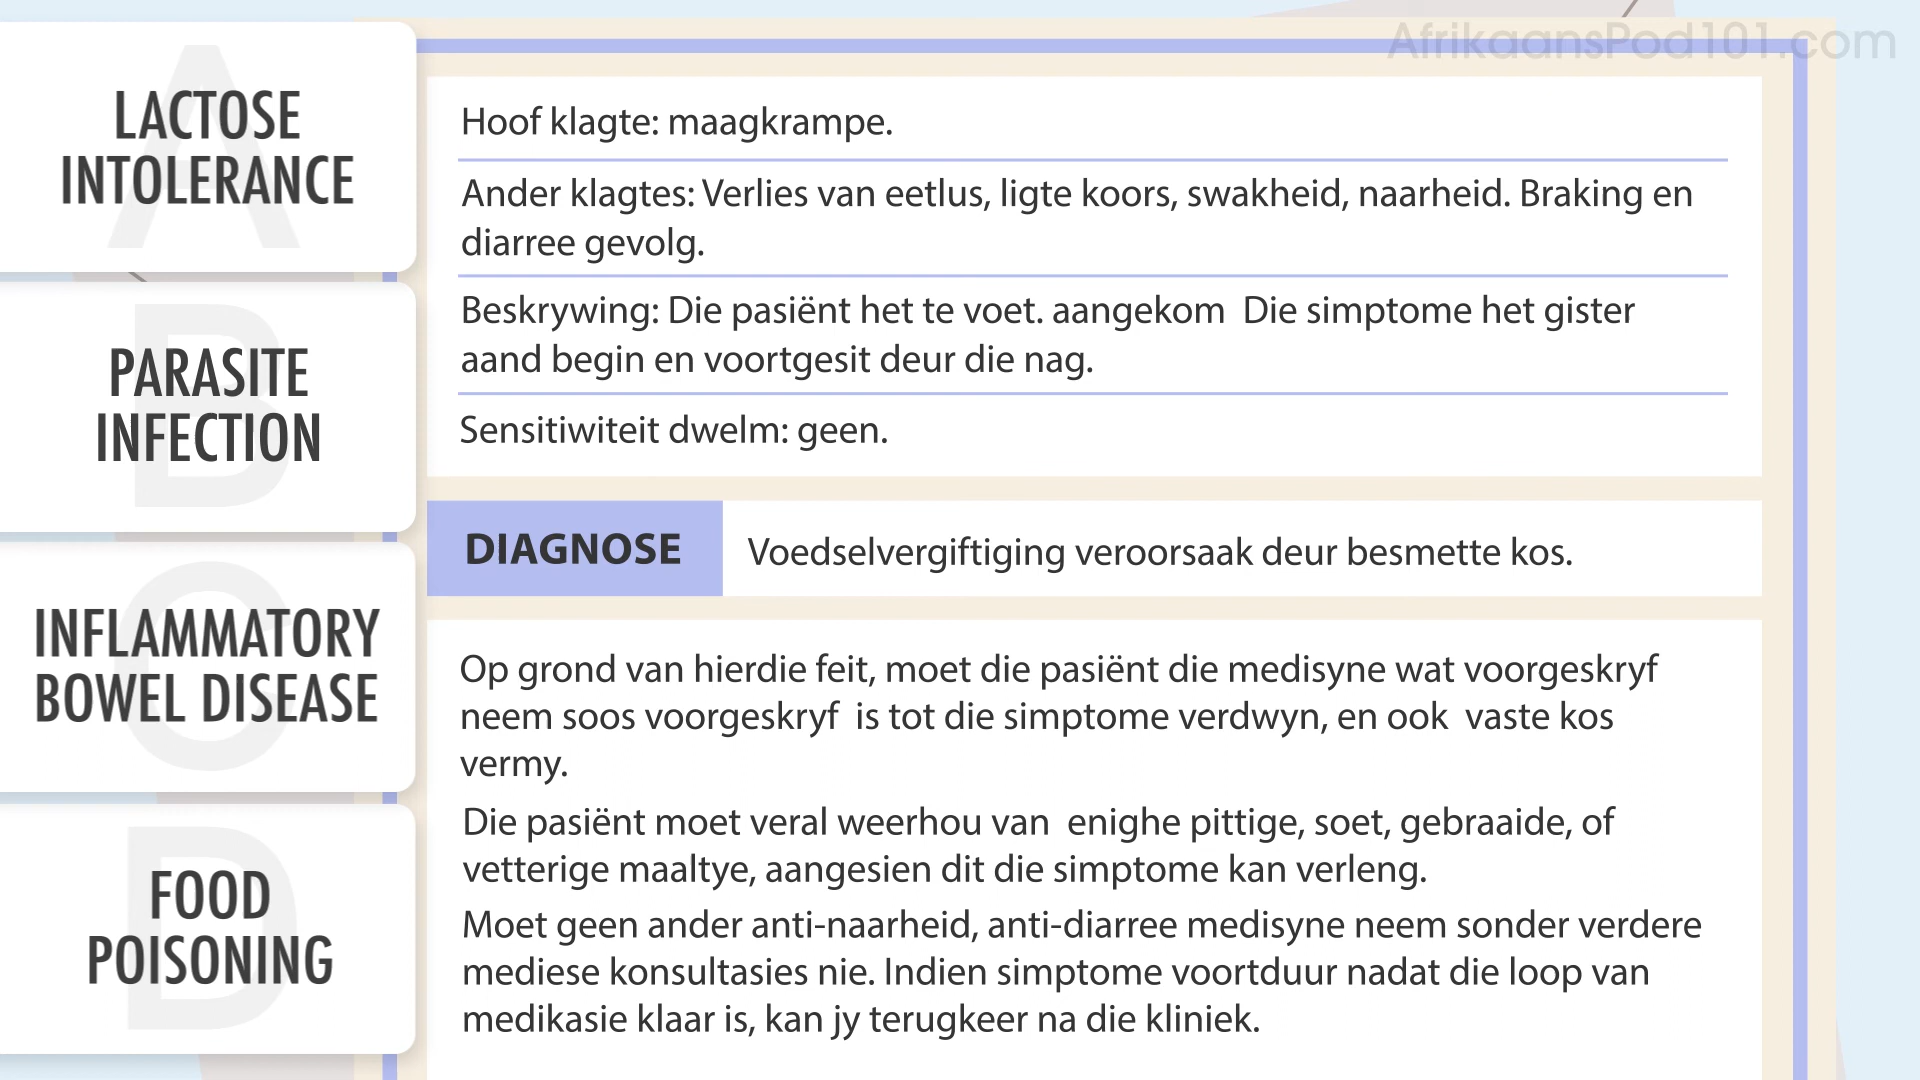 AfrikaansPod101.com
A
LACTOSE
INTOLERANCE
B
PARASITE
INFECTION
C
INFLAMMATORY
BOWEL DISEASE
D
FOOD
POISONING
Hoof klagte: maagkrampe.
Ander klagtes: Verlies van eetlus, ligte koors, swakheid, naarheid. Braking en
diarree gevolg.
Beskrywing: Die pasiënt het te voet. aangekom  Die simptome het gister
aand begin en voortgesit deur die nag.
Sensitiwiteit dwelm: geen.
DIAGNOSE
Voedselvergiftiging veroorsaak deur besmette kos.
Op grond van hierdie feit, moet die pasiënt die medisyne wat voorgeskryf
neem soos voorgeskryf  is tot die simptome verdwyn, en ook  vaste kos
vermy.
Die pasiënt moet veral weerhou van  enighe pittige, soet, gebraaide, of
vetterige maaltye, aangesien dit die simptome kan verleng.
Moet geen ander anti-naarheid, anti-diarree medisyne neem sonder verdere
mediese konsultasies nie. Indien simptome voortduur nadat die loop van
medikasie klaar is, kan jy terugkeer na die kliniek.